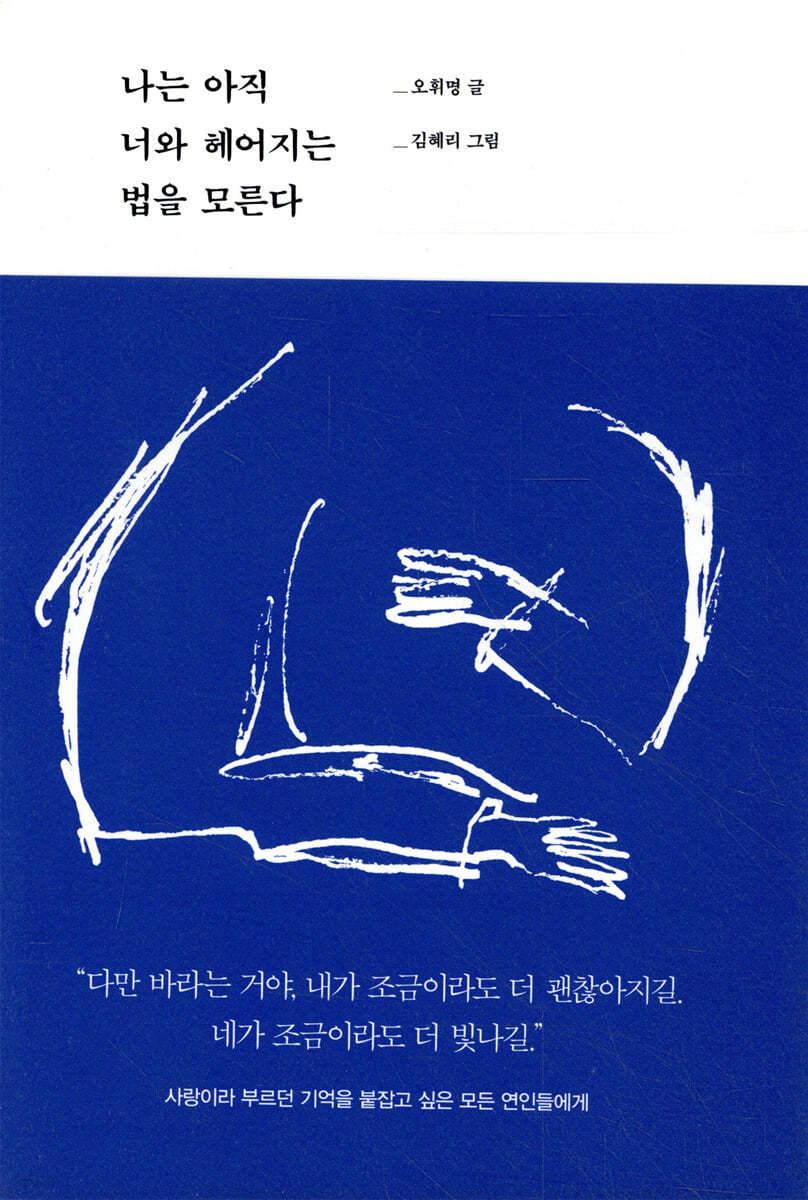 나는 아직
너와 헤어지는
법을 모른다
_오휘명 글
_김혜리 그림
“다만 바라는 거야, 내가 조금이라도 더 괜찮아지길.
네가 조금이라도 더 빛나길.”
사랑이라 부르던 기억을 붙잡고 싶은 모든 연인들에게